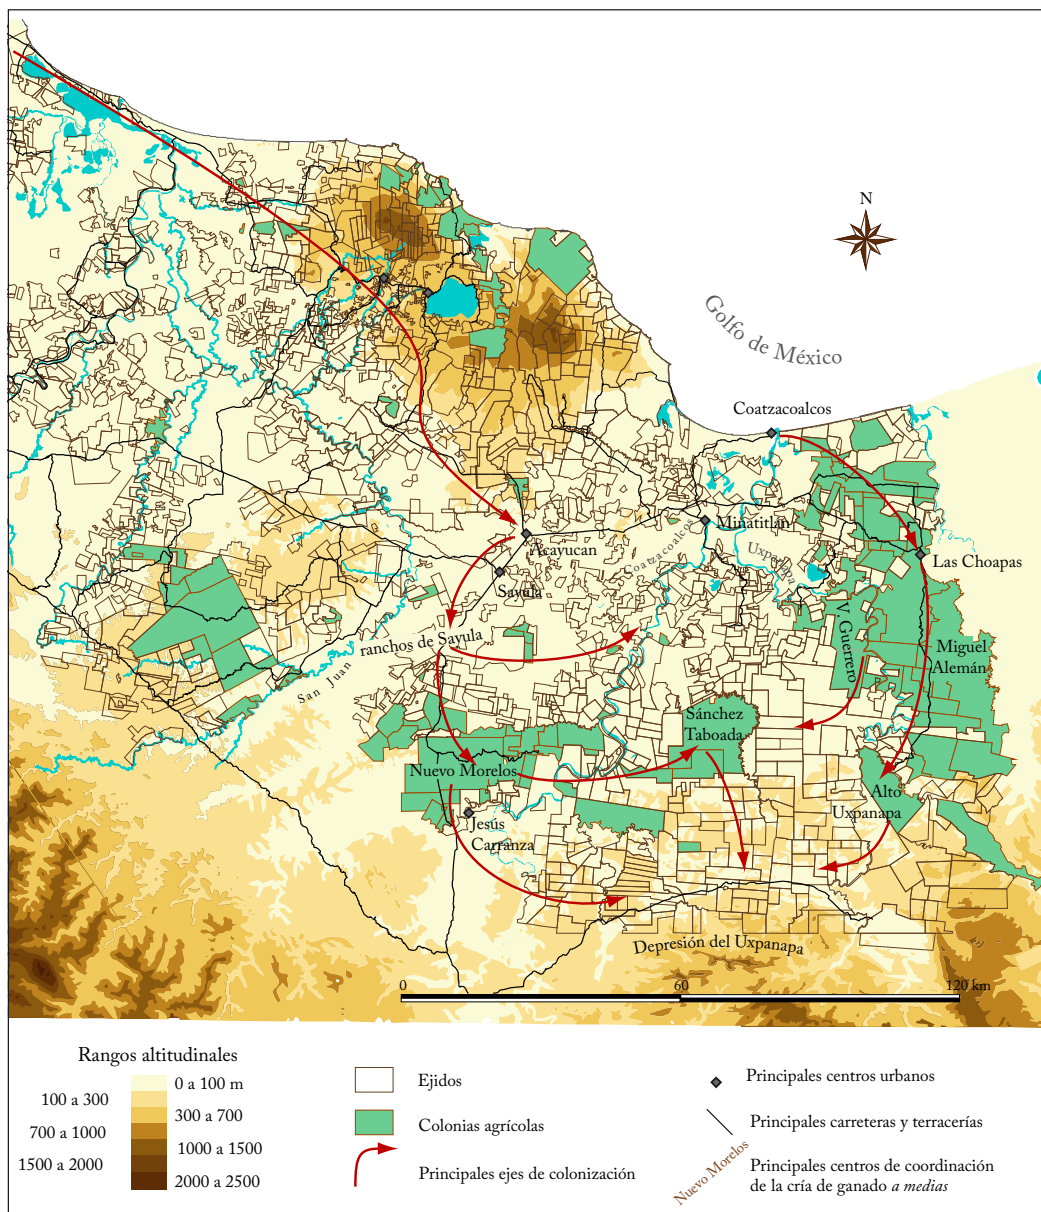 N
Golfo de México
Coatzacoalcos
Minatitlán
Acayucan
Coatzacoalcos
Uxpanapa
Las Choapas
Sayula
ranchos de Sayula
San Juan
V. Guerrero
Miguel
Alemán
Sánchez
Taboada
Nuevo Morelos
Alto
Uxpanapa
Jesús
Carranza
Depresión del Uxpanapa
0
60
120 km
Rangos altitudinales
0 a 100 m
100 a 300
300 a 700
700 a 1000
1000 a 1500
1500 a 2000
2000 a 2500
Ejidos
Colonias agrícolas
Principales ejes de colonización
Principales centros urbanos
Principales carreteras y terracerías
Nuevo Morelos
Principales centros de coordinación
de la cría de ganado a medias